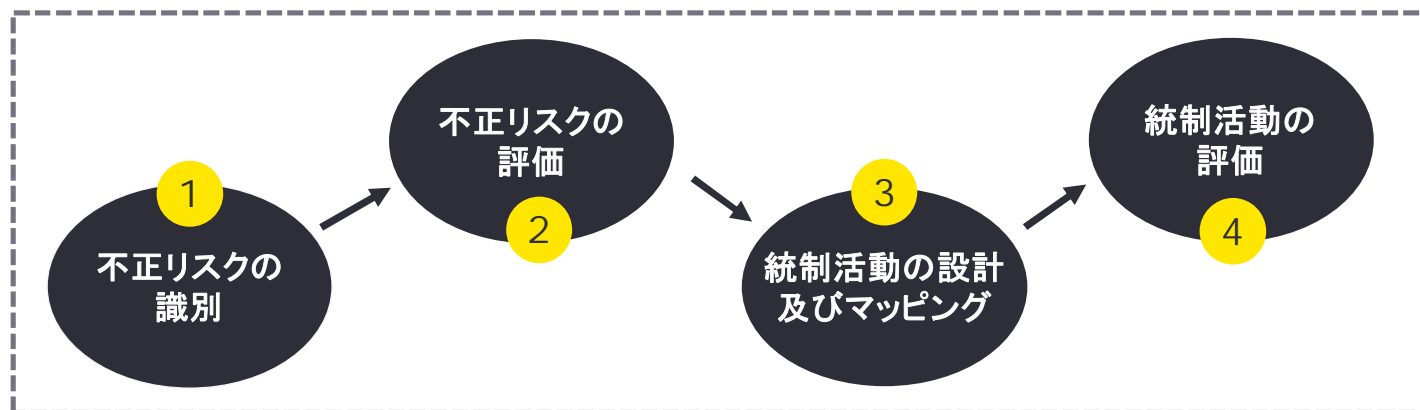 1
不正リスクの
識別
不正リスクの
評価
2
3
統制活動の設計
及びマッピング
統制活動の
評価
4